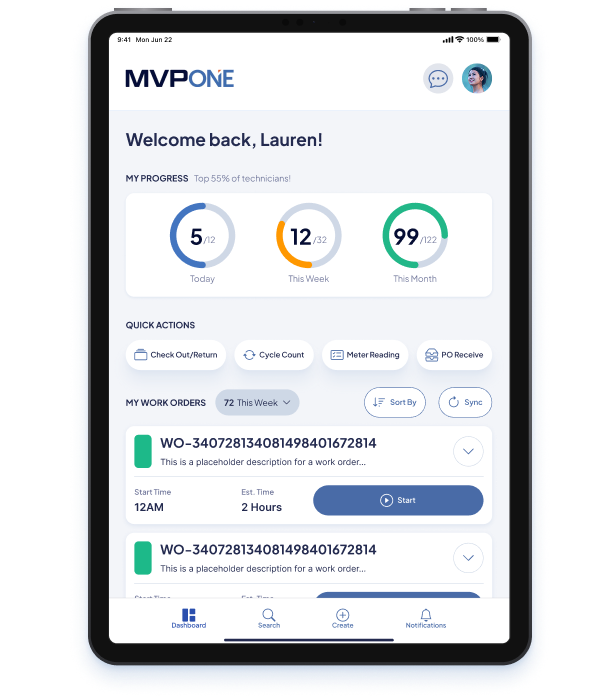 9:41 Mon Jun 22 100%
MVPONE
Welcome back, Lauren!
MY PROGRESS Top 55% of technicians!
5/12 12/32 99/122
Today This Week This Month
QUICK ACTIONS
Check Out/Return Cycle Count Meter Reading PO Receive
MY WORK ORDERS 72 This Week Sort By Sync
WO-340728134081498401672814
This is a placeholder description for a work order...
Start Time Est. Time
12AM 2 Hours Start
WO-340728134081498401672814
This is a placeholder description for a work order...
Start Time Est. Time
Dashboard Search Create Notifications